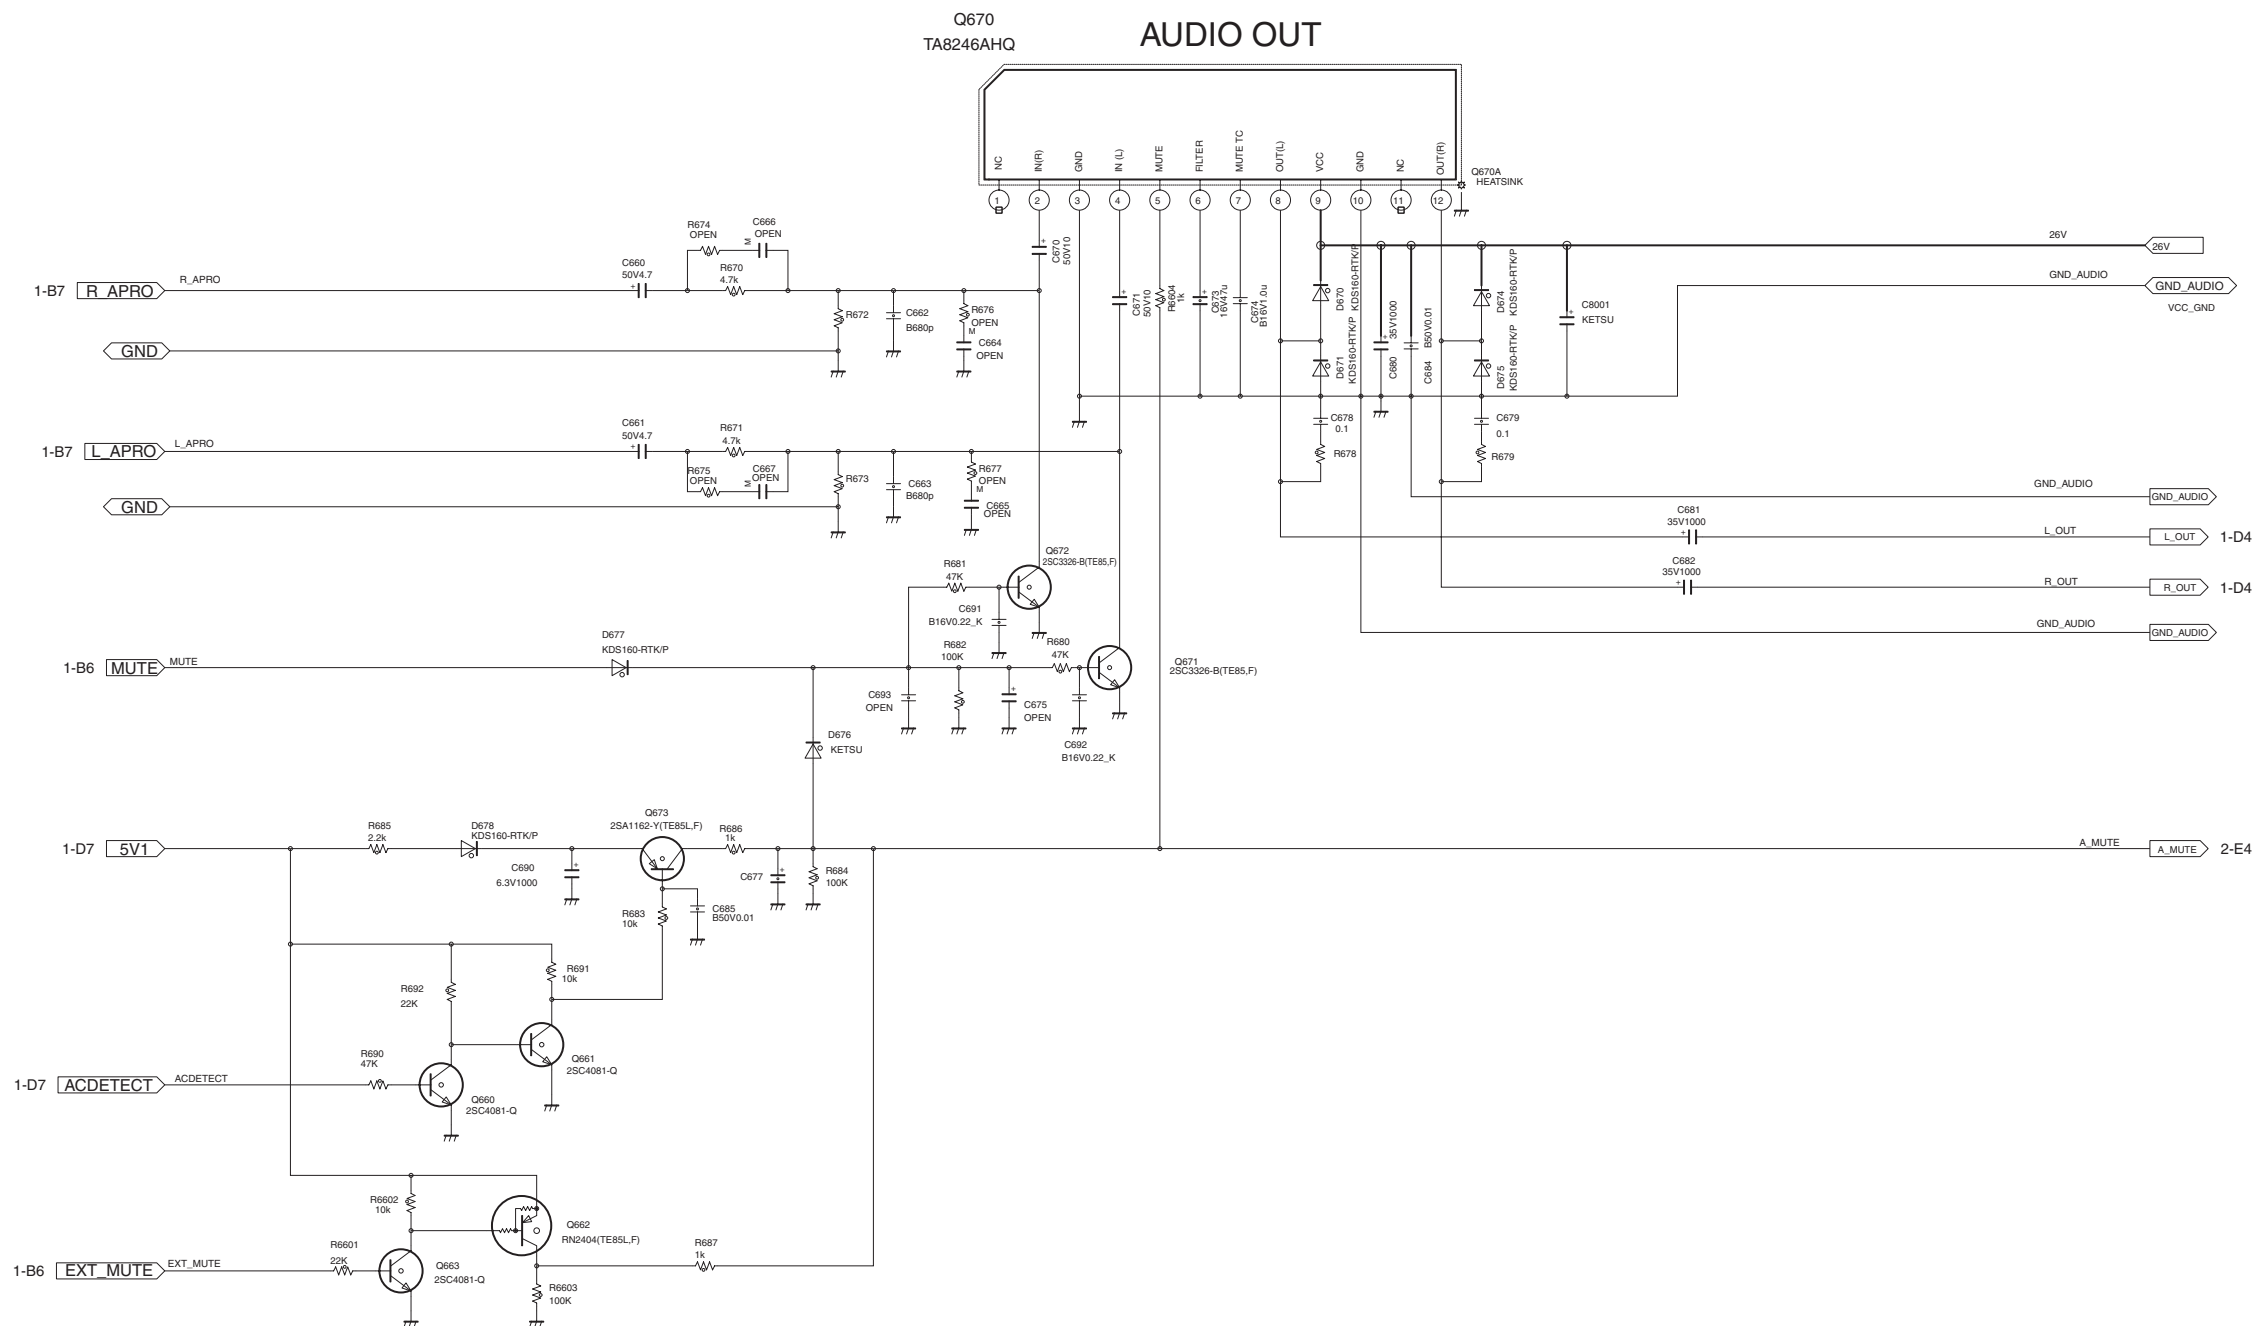 Q670
TA8246AHQ
AUDIO OUT
NC
IN(R)
GND
IN (L)
MUTE
FILTER
MUTE TC
OUT(L)
VCC
GND
NC
OUT(R)
Q670A
HEATSINK
1
2
3
4
5
6
7
8
9
10
11
12
R674
OPEN
C666
OPEN
M
C670
50V10
26V
26V
C660
50V4.7
R670
4.7k
1-B7
R_APRO
R_APRO
GND_AUDIO
GND_AUDIO
VCC_GND
R672
C662
B680p
R676
OPEN
M
C664
OPEN
C671
50V10
R6604
1k
C673
16V47u
C674
B16V1.0u
D670
KDS160-RTK/P
D671
KDS160-RTK/P
35V1000
C680
B50V0.01
C684
D674
KDS160-RTK/P
D675
KDS160-RTK/P
C8001
KETSU
GND
C678
0.1
R678
C679
0.1
R679
C661
50V4.7
R671
4.7k
1-B7
L_APRO
L_APRO
R675
OPEN
M
C667
OPEN
R673
C663
B680p
R677
OPEN
M
C665
OPEN
GND
GND_AUDIO
GND_AUDIO
C681
35V1000
L_OUT
L_OUT
1-D4
C682
35V1000
R_OUT
R_OUT
1-D4
GND_AUDIO
GND_AUDIO
Q672
2SC3326-B(TE85,F)
R681
47K
C691
B16V0.22_K
D677
KDS160-RTK/P
R682
100K
R680
47K
Q671
2SC3326-B(TE85,F)
1-B6
MUTE
MUTE
C693
OPEN
C675
OPEN
C692
B16V0.22_K
D676
KETSU
Q673
2SA1162-Y(TE85L,F)
R685
2.2k
D678
KDS160-RTK/P
R686
1k
1-D7
5V1
A_MUTE
A_MUTE
2-E4
C690
6.3V1000
C677
R684
100K
R683
10k
C685
B50V0.01
R691
10k
R692
22K
R690
47K
Q661
2SC4081-Q
1-D7
ACDETECT
ACDETECT
Q660
2SC4081-Q
R6602
10k
Q662
RN2404(TE85L,F)
R6601
22K
R687
1k
1-B6
EXT_MUTE
EXT_MUTE
Q663
2SC4081-Q
R6603
100K